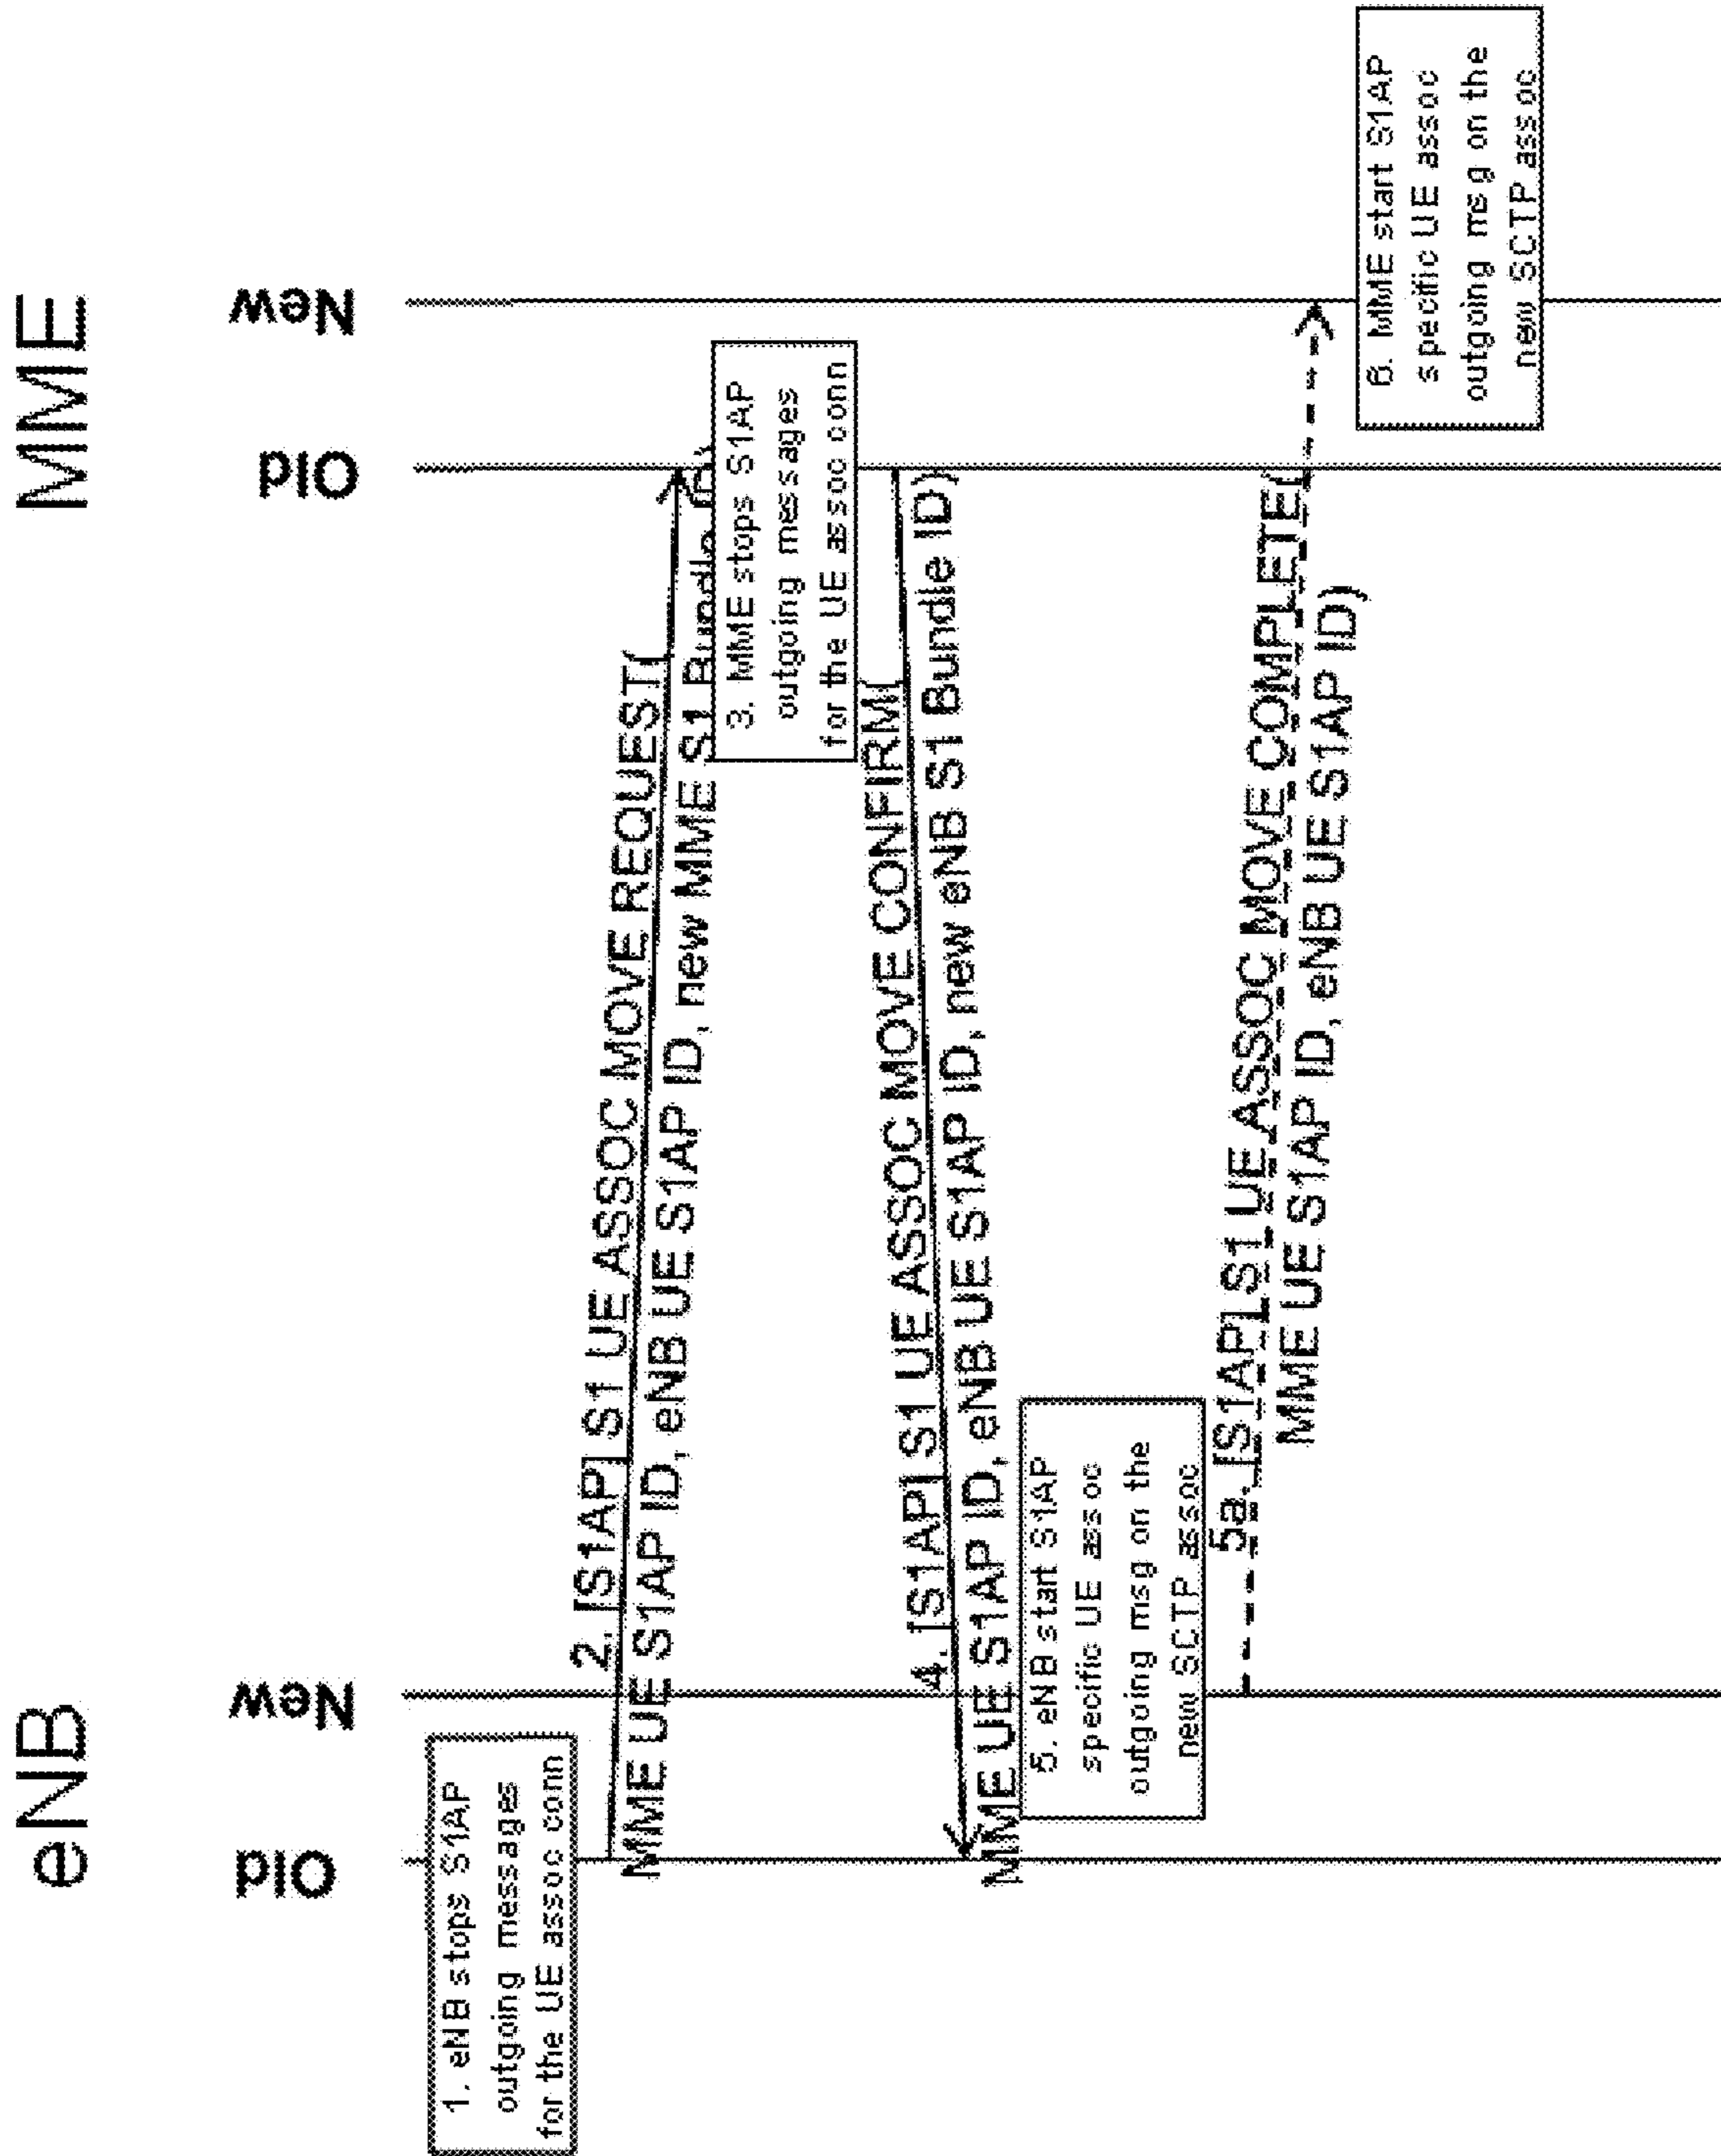 eNB
MME
Old
New
Old
New
1. eNB stops S1AP
outgoing messages
for the UE assoc conn
2. [S1AP] S1 UE ASSOC MOVE REQUEST(
MME UE S1AP ID, eNB UE S1AP ID, new MME S1 Bundle ID)
3. MME stops S1AP
outgoing messages
for the UE assoc conn
4. [S1AP] S1 UE ASSOC MOVE CONFIRM(
MME UE S1AP ID, eNB UE S1AP ID, new eNB S1 Bundle ID)
5. eNB start S1AP
specific UE assoc
outgoing msg on the
new SCTP assoc
5a. [S1AP] S1 UE ASSOC MOVE COMPLETE(
MME UE S1AP ID, eNB UE S1AP ID)
6. MME start S1AP
specific UE assoc
outgoing msg on the
new SCTP assoc